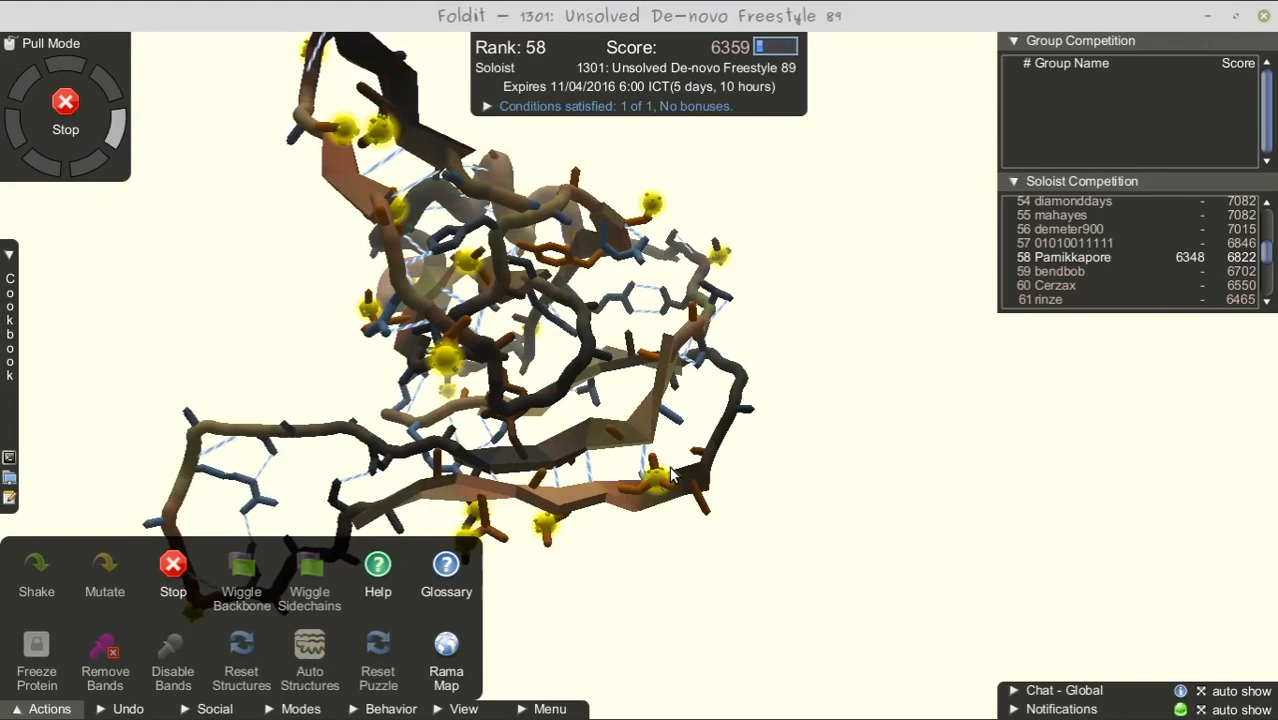 Foldit - 1301: Unsolved De-novo Freestyle 89
Pull Mode
Stop
Rank: 58 Score: 6359
Soloist 1301: Unsolved De-novo Freestyle 89
Expires 11/04/2016 6:00 ICT(5 days, 10 hours)
Conditions satisfied: 1 of 1, No bonuses.
Group Competition
# Group Name Score
Soloist Competition
54 diamonddays - 7082
55 mahayes - 7082
56 demeter900 - 7015
57 01010011111 - 6846
58 Pamikkapore 6348 6822
59 bendbob - 6702
60 Cerzax - 6550
61 rinze - 6465
Cookbook
Shake
Mutate
Stop
Wiggle
Backbone
Wiggle
Sidechains
Help
Glossary
Freeze
Protein
Remove
Bands
Disable
Bands
Reset
Structures
Auto
Structures
Reset
Puzzle
Rama
Map
Actions Undo Social Modes Behavior View Menu
Chat - Global auto show
Notifications auto show